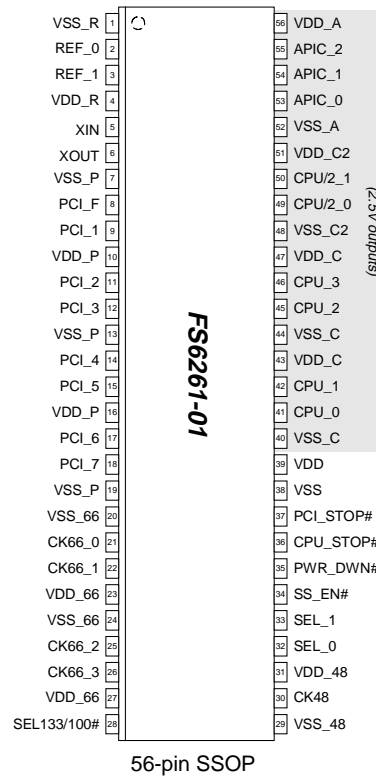 VSS_R 1 56 VDD_A
REF_0 2 55 APIC_2
REF_1 3 54 APIC_1
VDD_R 4 53 APIC_0
XIN 5 52 VSS_A
XOUT 6 51 VDD_C2
VSS_P 7 50 CPU/2_1
PCI_F 8 49 CPU/2_0
PCI_1 9 48 VSS_C2
VDD_P 10 47 VDD_C
PCI_2 11 46 CPU_3
PCI_3 12 45 CPU_2
VSS_P 13 44 VSS_C
PCI_4 14 43 VDD_C
PCI_5 15 42 CPU_1
VDD_P 16 41 CPU_0
PCI_6 17 40 VSS_C
PCI_7 18 39 VDD
VSS_P 19 38 VSS
VSS_66 20 37 PCI_STOP#
CK66_0 21 36 CPU_STOP#
CK66_1 22 35 PWR_DWN#
VDD_66 23 34 SS_EN#
VSS_66 24 33 SEL_1
CK66_2 25 32 SEL_0
CK66_3 26 31 VDD_48
VDD_66 27 30 CK48
SEL133/100# 28 29 VSS_48
FS6261-01
(2.5V outputs)
56-pin SSOP